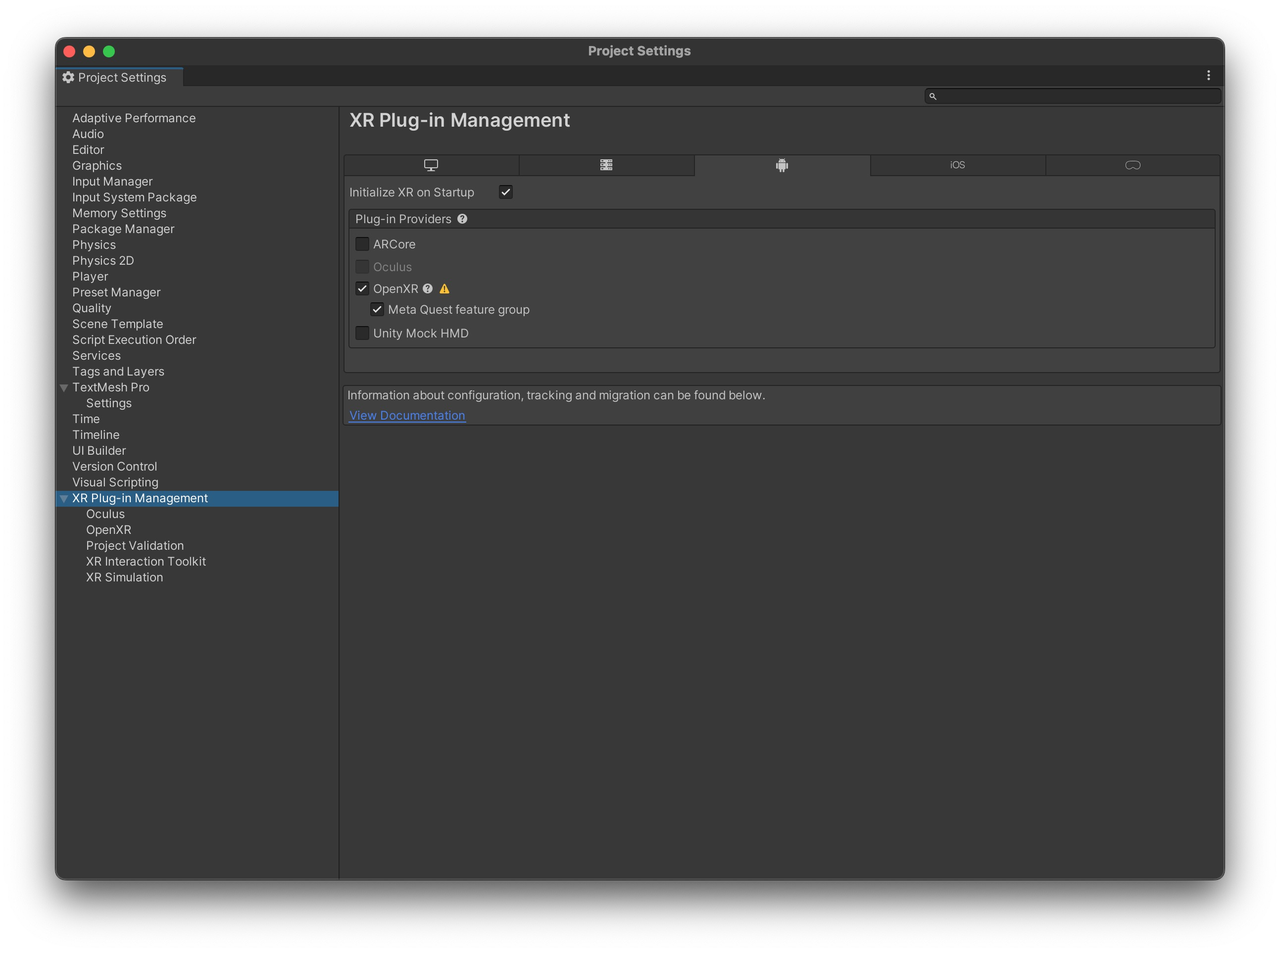 Project Settings
Project Settings
Adaptive Performance
Audio
Editor
Graphics
Input Manager
Input System Package
Memory Settings
Package Manager
Physics
Physics 2D
Player
Preset Manager
Quality
Scene Template
Script Execution Order
Services
Tags and Layers
TextMesh Pro
Settings
Time
Timeline
UI Builder
Version Control
Visual Scripting
XR Plug-in Management
Oculus
OpenXR
Project Validation
XR Interaction Toolkit
XR Simulation
XR Plug-in Management
iOS
Initialize XR on Startup
Plug-in Providers
ARCore
Oculus
OpenXR
Meta Quest feature group
Unity Mock HMD
Information about configuration, tracking and migration can be found below.
View Documentation